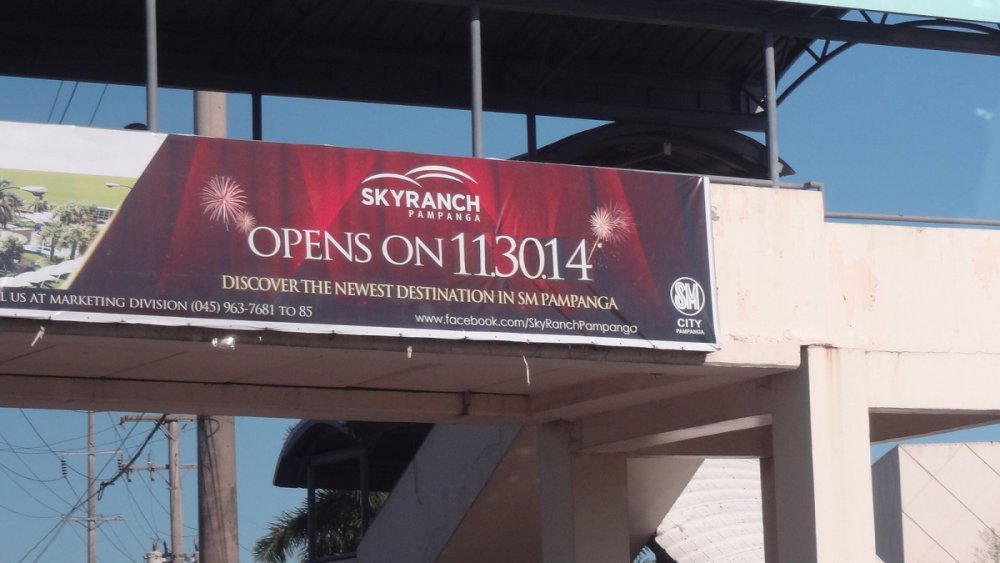 SKYRANCH
PAMPANGA
OPENS ON 11.30.14
DISCOVER THE NEWEST DESTINATION IN SM PAMPANGA
L US AT MARKETING DIVISION (045) 963-7681 TO 85
www.facebook.com/SkyRanchPampanga
SM
CITY
PAMPANGA